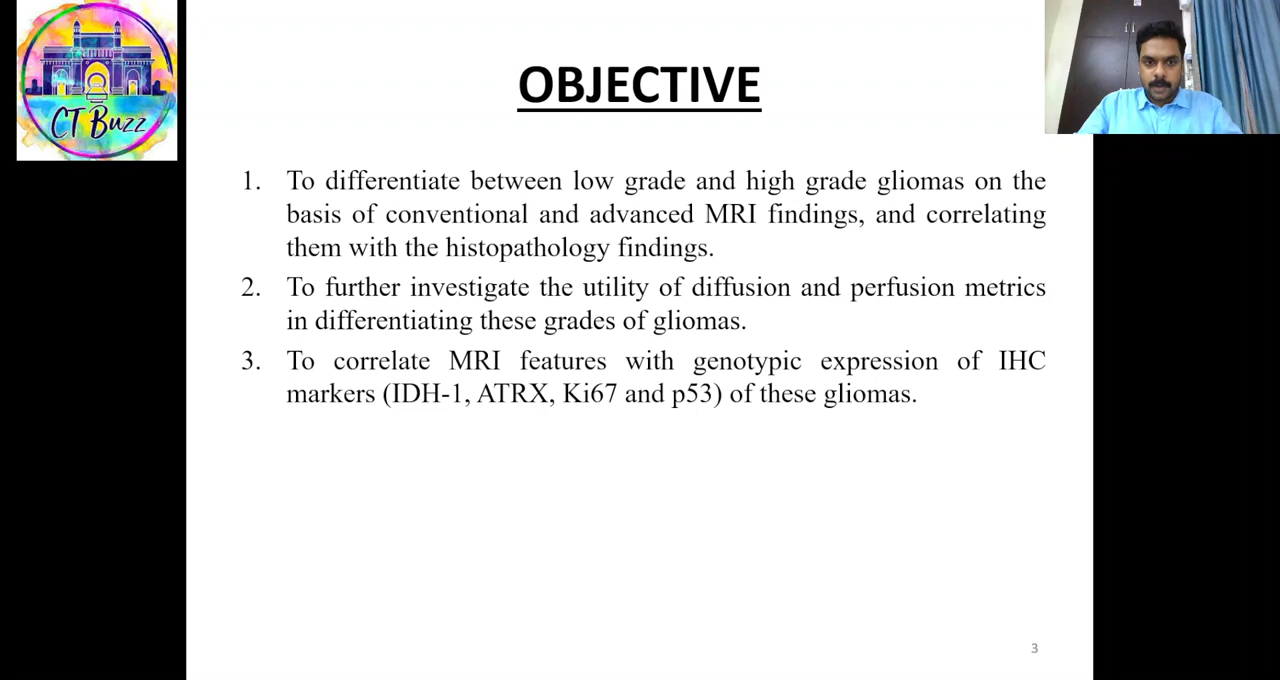 CT Buzz
OBJECTIVE
1. To differentiate between low grade and high grade gliomas on the
basis of conventional and advanced MRI findings, and correlating
them with the histopathology findings.
2. To further investigate the utility of diffusion and perfusion metrics
in differentiating these grades of gliomas.
3. To correlate MRI features with genotypic expression of IHC
markers (IDH-1, ATRX, Ki67 and p53) of these gliomas.
3